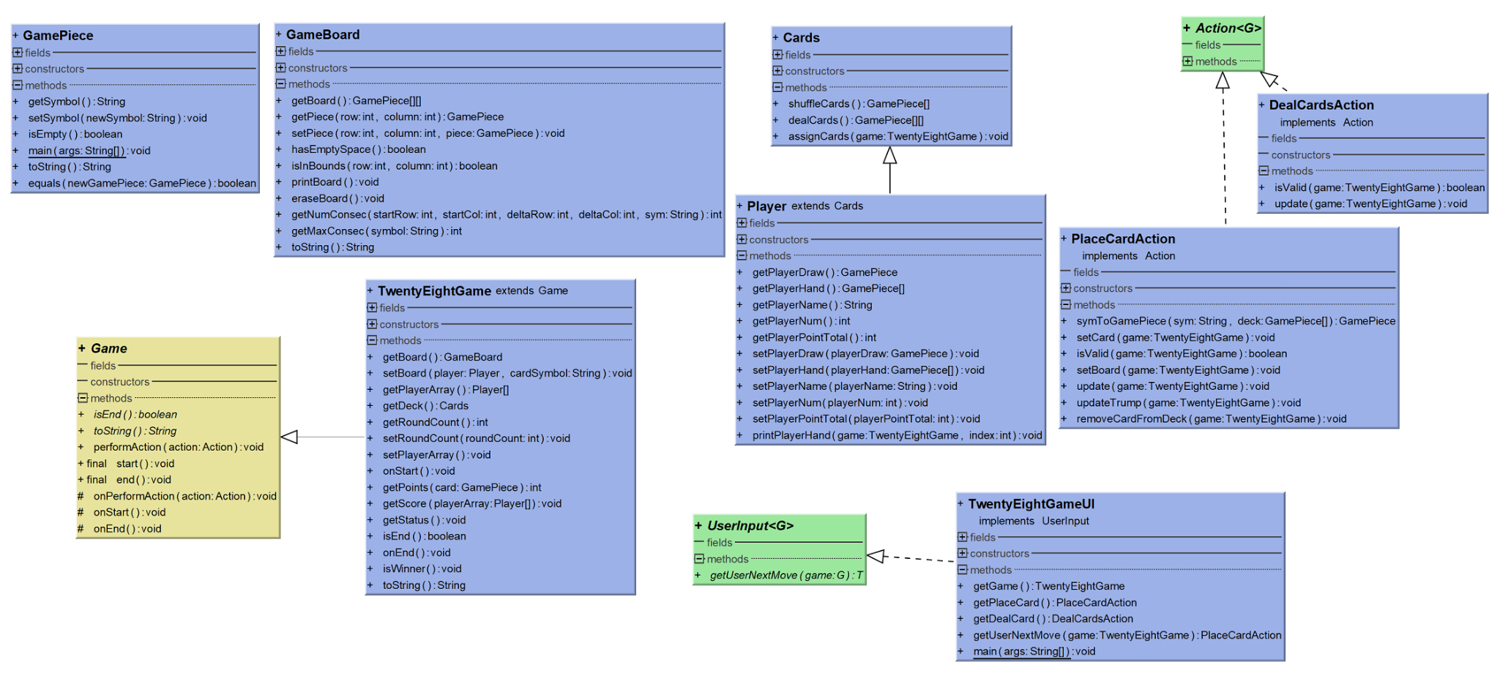 + GamePiece
fields
constructors
methods
+ getSymbol():String
+ setSymbol(newSymbol:String):void
+ isEmpty():boolean
+ main(args:String[]):void
+ toString():String
+ equals(newGamePiece:GamePiece):boolean
+ GameBoard
fields
constructors
methods
+ getBoard():GamePiece[][]
+ getPiece(row:int, column:int):GamePiece
+ setPiece(row:int, column:int, piece:GamePiece):void
+ hasEmptySpace():boolean
+ isInBounds(row:int, column:int):boolean
+ printBoard():void
+ eraseBoard():void
+ getNumConsec(startRow:int, startCol:int, deltaRow:int, deltaCol:int, sym:String):int
+ getMaxConsec(symbol:String):int
+ toString():String
+ Cards
fields
constructors
methods
+ shuffleCards():GamePiece[]
+ dealCards():GamePiece[][]
+ assignCards(game:TwentyEightGame):void
+ Action<G>
fields
methods
+ DealCardsAction
implements Action
fields
constructors
methods
+ isValid(game:TwentyEightGame):boolean
+ update(game:TwentyEightGame):void
+ Player extends Cards
fields
constructors
methods
+ getPlayerDraw():GamePiece
+ getPlayerHand():GamePiece[]
+ getPlayerName():String
+ getPlayerNum():int
+ getPlayerPointTotal():int
+ setPlayerDraw(playerDraw:GamePiece):void
+ setPlayerHand(playerHand:GamePiece[]):void
+ setPlayerName(playerName:String):void
+ setPlayerNum(playerNum:int):void
+ setPlayerPointTotal(playerPointTotal:int):void
+ printPlayerHand(game:TwentyEightGame, index:int):void
+ PlaceCardAction
implements Action
fields
constructors
methods
+ symToGamePiece(sym:String, deck:GamePiece[]):GamePiece
+ setCard(game:TwentyEightGame):void
+ isValid(game:TwentyEightGame):boolean
+ setBoard(game:TwentyEightGame):void
+ update(game:TwentyEightGame):void
+ updateTrump(game:TwentyEightGame):void
+ removeCardFromDeck(game:TwentyEightGame):void
+ Game
fields
constructors
methods
+ isEnd():boolean
+ toString():String
+ performAction(action:Action):void
+ final start():void
+ final end():void
# onPerformAction(action:Action):void
# onStart():void
# onEnd():void
+ TwentyEightGame extends Game
fields
constructors
methods
+ getBoard():GameBoard
+ setBoard(player:Player, cardSymbol:String):void
+ getPlayerArray():Player[]
+ getDeck():Cards
+ getRoundCount():int
+ setRoundCount(roundCount:int):void
+ setPlayerArray():void
+ onStart():void
+ getPoints(card:GamePiece):int
+ getScore(playerArray:Player[]):void
+ getStatus():void
+ isEnd():boolean
+ onEnd():void
+ isWinner():void
+ toString():String
+ UserInput<G>
fields
methods
+ getUserNextMove(game:G):T
+ TwentyEightGameUI
implements UserInput
fields
constructors
methods
+ getGame():TwentyEightGame
+ getPlaceCard():PlaceCardAction
+ getDealCard():DealCardsAction
+ getUserNextMove(game:TwentyEightGame):PlaceCardAction
+ main(args:String[]):void